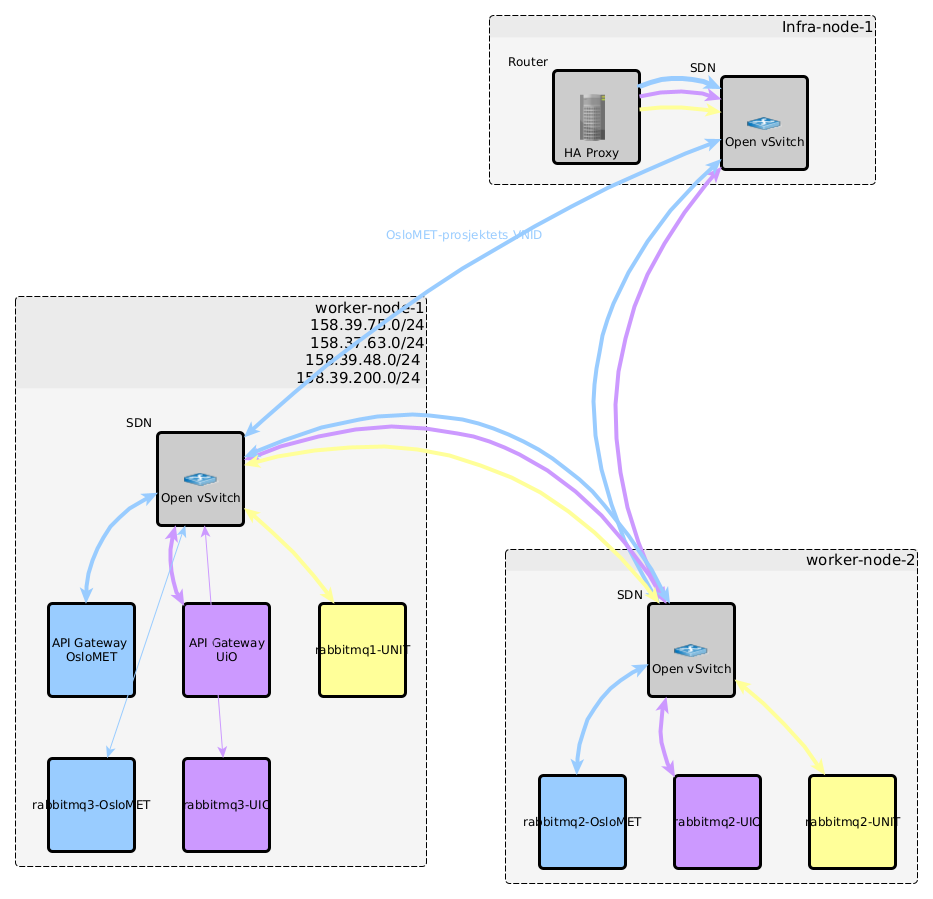 Infra-node-1
Router
SDN
HA Proxy
Open vSvitch
OsloMET-prosjektets VNID
worker-node-1
158.39.75.0/24
158.37.63.0/24
158.39.48.0/24
158.39.200.0/24
SDN
Open vSvitch
API Gateway
OsloMET
API Gateway
UiO
rabbitmq1-UNIT
rabbitmq3-OsloMET
rabbitmq3-UIO
worker-node-2
SDN
Open vSvitch
rabbitmq2-OsloMET
rabbitmq2-UIO
rabbitmq2-UNIT